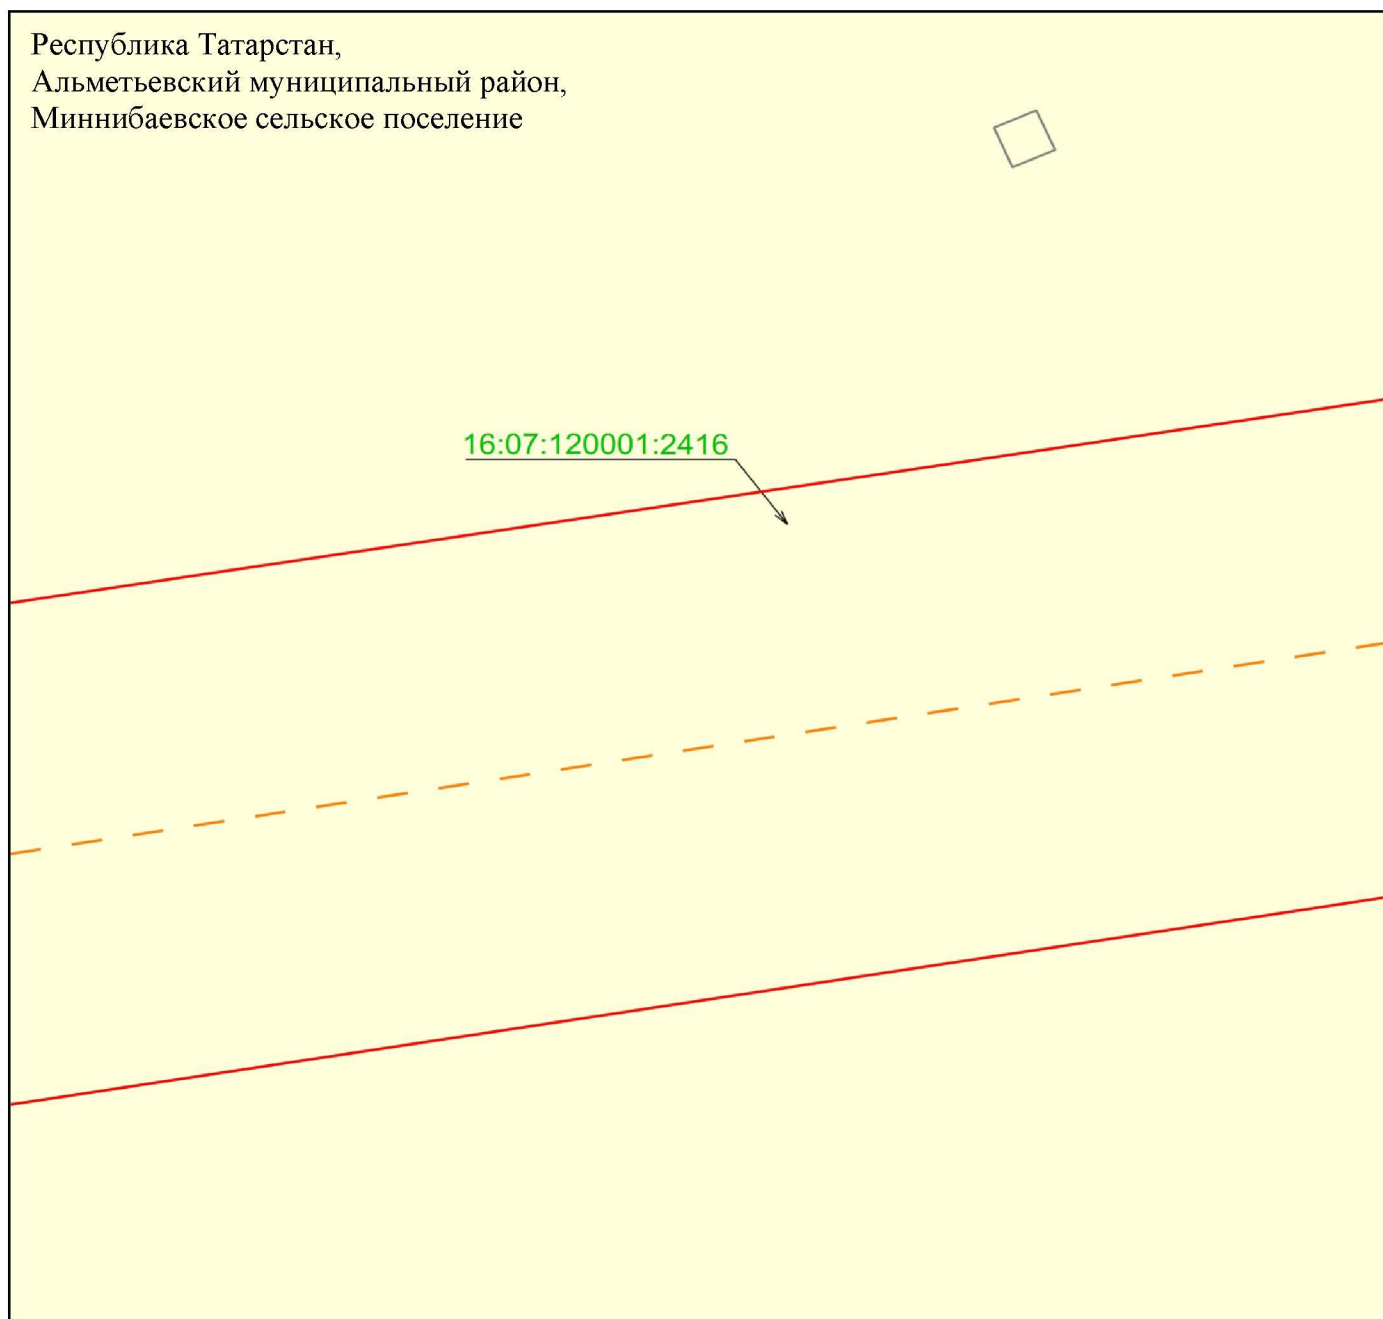 Республика Татарстан,
Альметьевский муниципальный район,
Миннибаевское сельское поселение
16:07:120001:2416